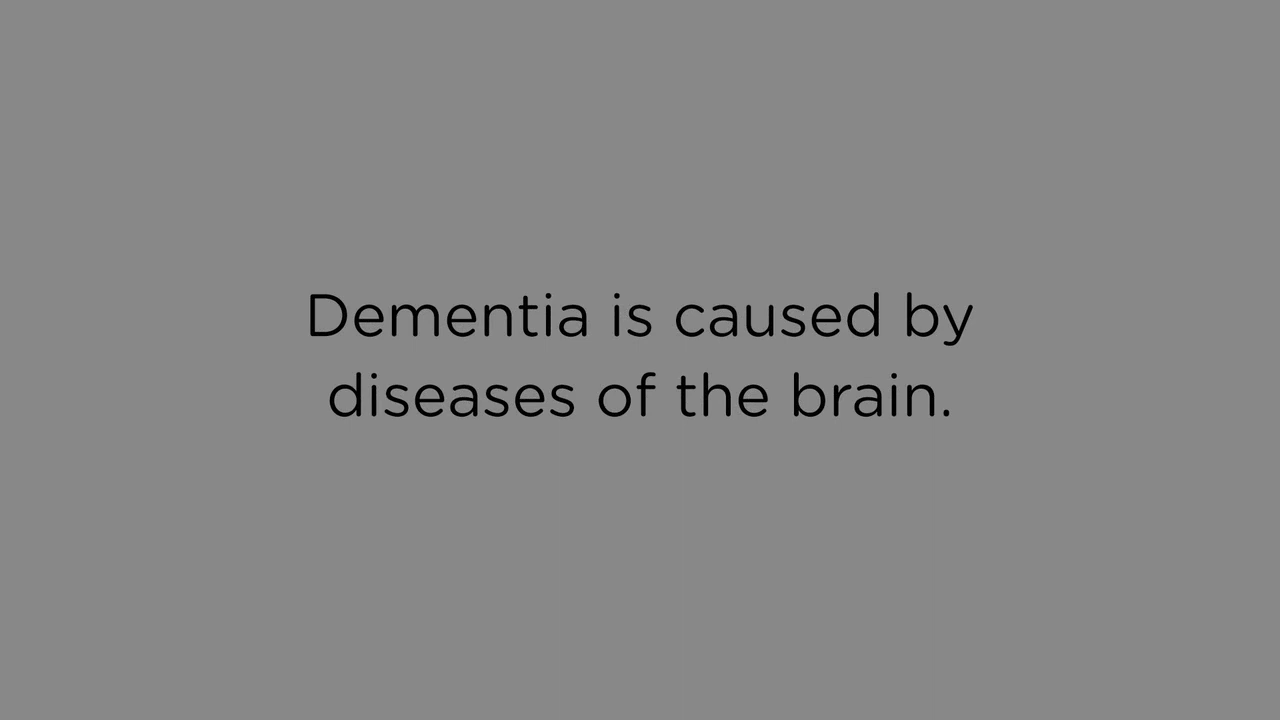 Dementia is caused by
diseases of the brain.